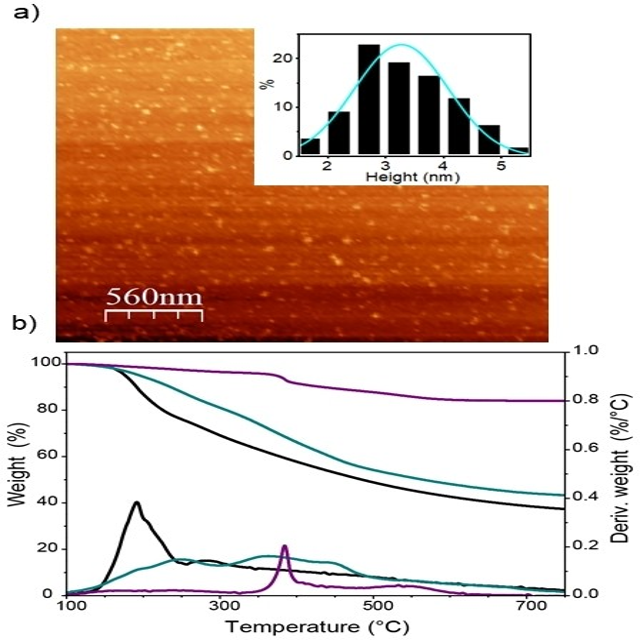 a)
20
10
0
%
2 3 4 5
Height (nm)
560nm
b)
100
80
60
40
20
0
Weight (%)
1.0
0.8
0.6
0.4
0.2
0.0
Deriv. weight (%/°C)
100 300 500 700
Temperature (°C)